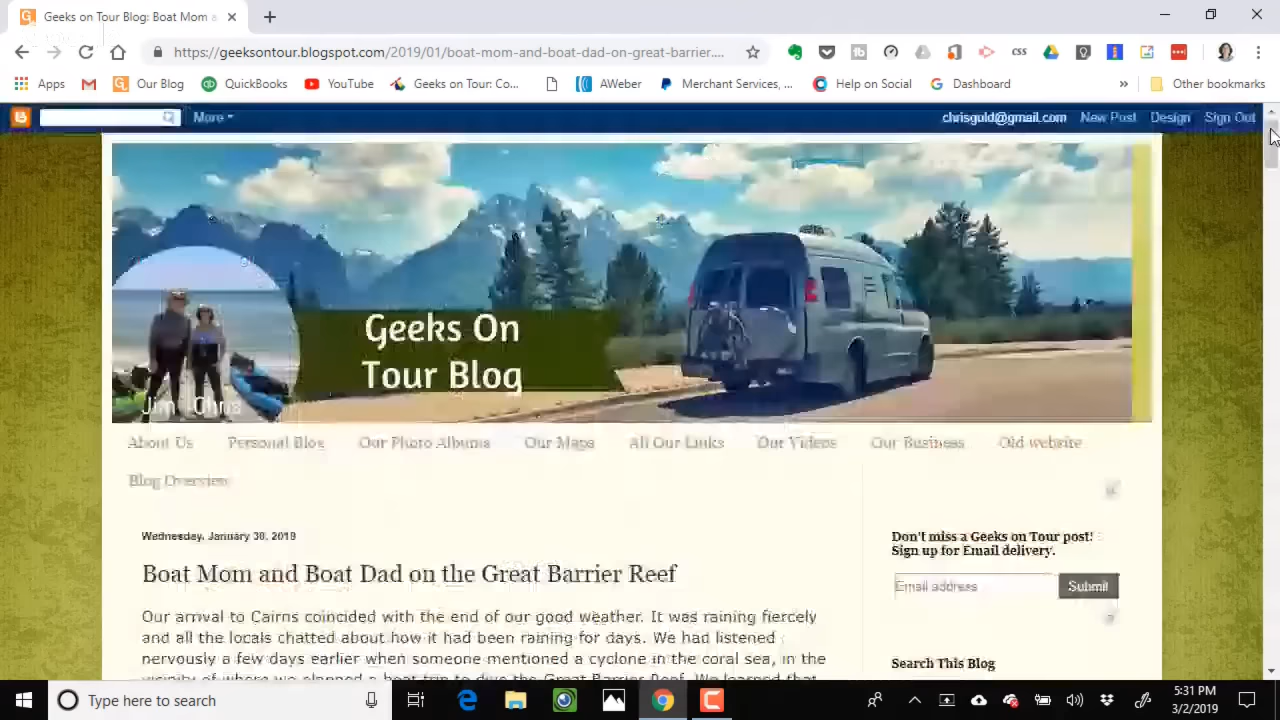 Geeks on Tour Blog: Boat Mom a
https://geeksontour.blogspot.com/2019/01/boat-mom-and-boat-dad-on-great-barrier....
Apps
Our Blog
QuickBooks
YouTube
Geeks on Tour: Co...
AWeber
Merchant Services, ...
Help on Social
Dashboard
»
Other bookmarks
More
chrisguld@gmail.com
New Post
Design
Sign Out
Geeks On
Tour Blog
Jim Chris
About Us
Personal Blog
Our Photo Albums
Our Maps
All Our Links
Our Videos
Our Business
Old website
Blog Overview
Wednesday, January 30, 2019
Boat Mom and Boat Dad on the Great Barrier Reef
Our arrival to Cairns coincided with the end of our good weather. It was raining fiercely
and all the locals chatted about how it had been raining for days. We had listened
nervously a few days earlier when someone mentioned a cyclone in the coral sea, in the
vicinity of where we planned a boat trip to dive the Great Barrier Reef. We learned that
Don't miss a Geeks on Tour post!
Sign up for Email delivery.
Email address
Submit
Search This Blog
Type here to search
5:31 PM
3/2/2019